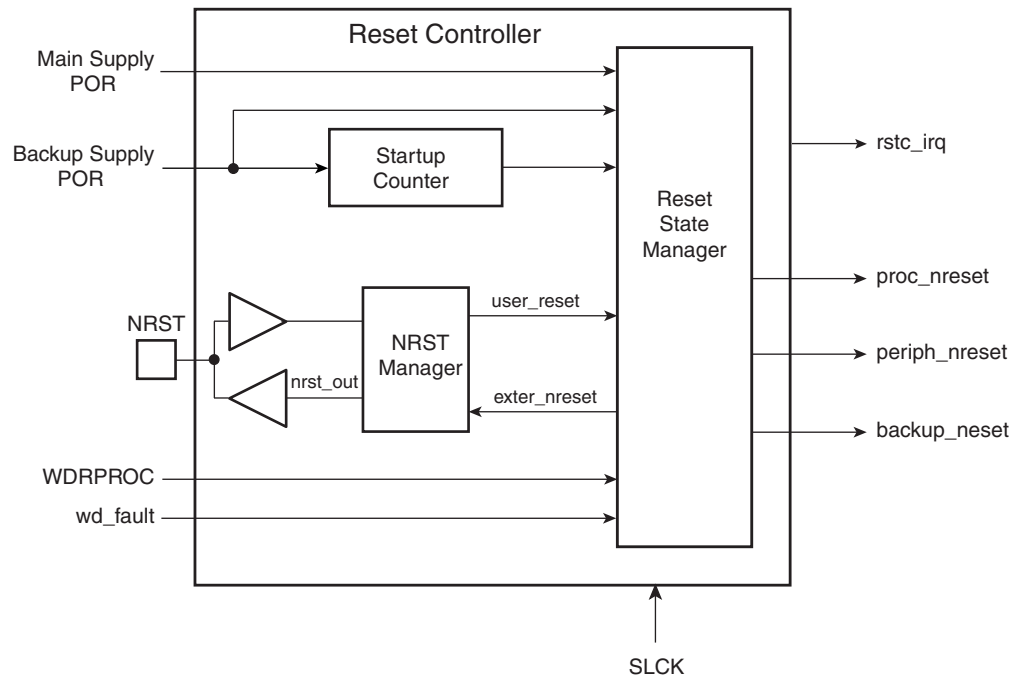 Reset Controller
Main Supply
POR
Backup Supply
POR
Startup
Counter
Reset
State
Manager
rstc_irq
proc_nreset
periph_nreset
backup_neset
NRST
NRST
Manager
user_reset
nrst_out
exter_nreset
WDRPROC
wd_fault
SLCK